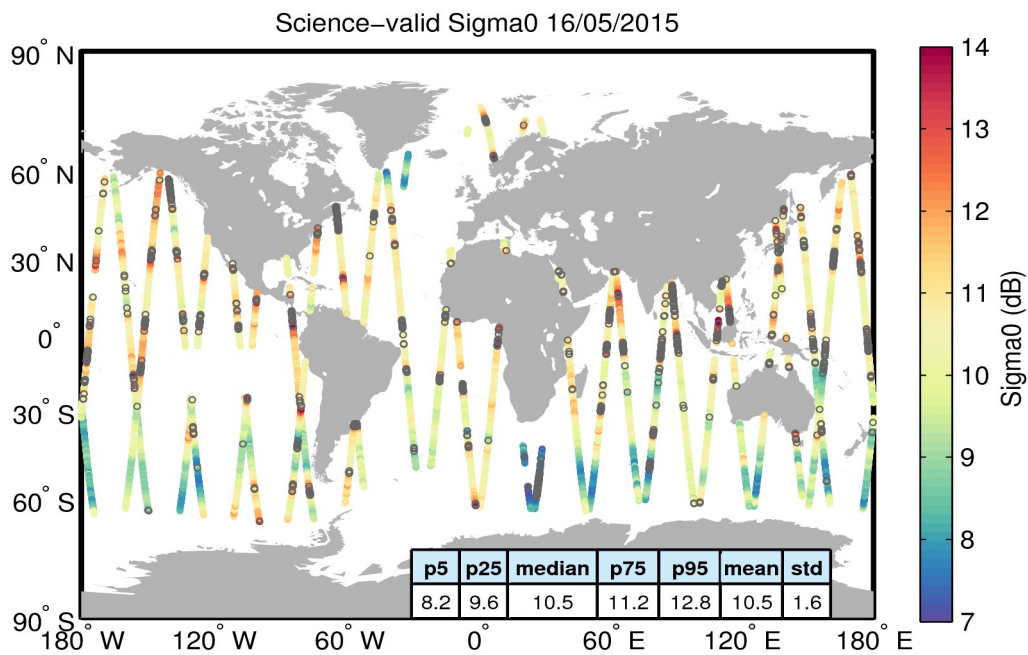 Science−valid Sigma0 16/05/2015
90° N
60° N
30° N
0°
30° S
60° S
90° S
180° W
120° W
60° W
0°
60° E
120° E
180° E
p5 p25 median p75 p95 mean std
8.2 9.6 10.5 11.2 12.8 10.5 1.6
14
13
12
11
10
9
8
7
Sigma0 (dB)